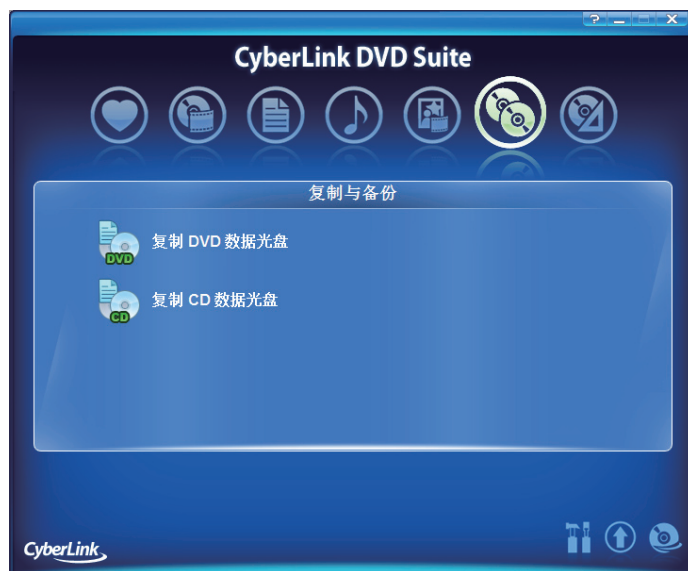 CyberLink DVD Suite
复制与备份
DVD
复制 DVD 数据光盘
CD
复制 CD 数据光盘
CyberLink